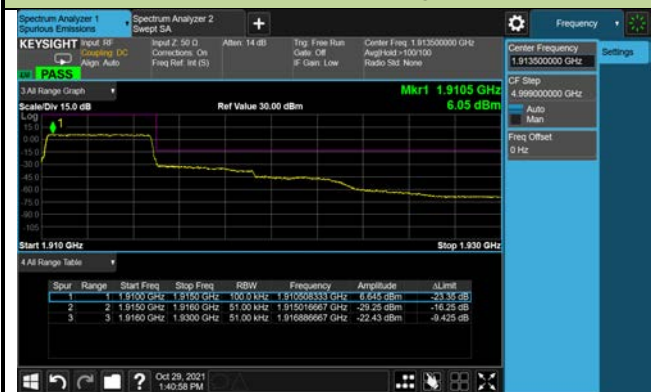 Spectrum Analyzer 1
Spurious Emissions
Spectrum Analyzer 2
Swept SA
Frequency
KEYSIGHT
Input: RF
Coupling: DC
Align: Auto
Input Z: 50 Ω
Corrections: On
Freq Ref: Int (S)
Atten: 14 dB
Trig: Free Run
Gate: Off
IF Gain: Low
Center Freq: 1.913500000 GHz
Avg|Hold:>100/100
Radio Std: None
PASS
Center Frequency
1.913500000 GHz
Settings
CF Step
4.999000000 GHz
Auto
Man
Freq Offset
0 Hz
3 All Range Graph
Mkr1 1.9105 GHz
Scale/Div 15.0 dB
Ref Value 30.00 dBm
6.05 dBm
Log
15.0
0.00
-15.0
-30.0
-45.0
-60.0
-75.0
-90.0
-105
1
Start 1.910 GHz
Stop 1.930 GHz
4 All Range Table
Spur Range Start Freq Stop Freq RBW Frequency Amplitude ΔLimit
1 1 1.9100 GHz 1.9150 GHz 100.0 kHz 1.910508333 GHz 6.645 dBm -23.35 dB
2 2 1.9150 GHz 1.9160 GHz 51.00 kHz 1.915016667 GHz -29.25 dBm -16.25 dB
3 3 1.9160 GHz 1.9300 GHz 51.00 kHz 1.916886667 GHz -22.43 dBm -9.425 dB
Oct 29, 2021
1:40:58 PM